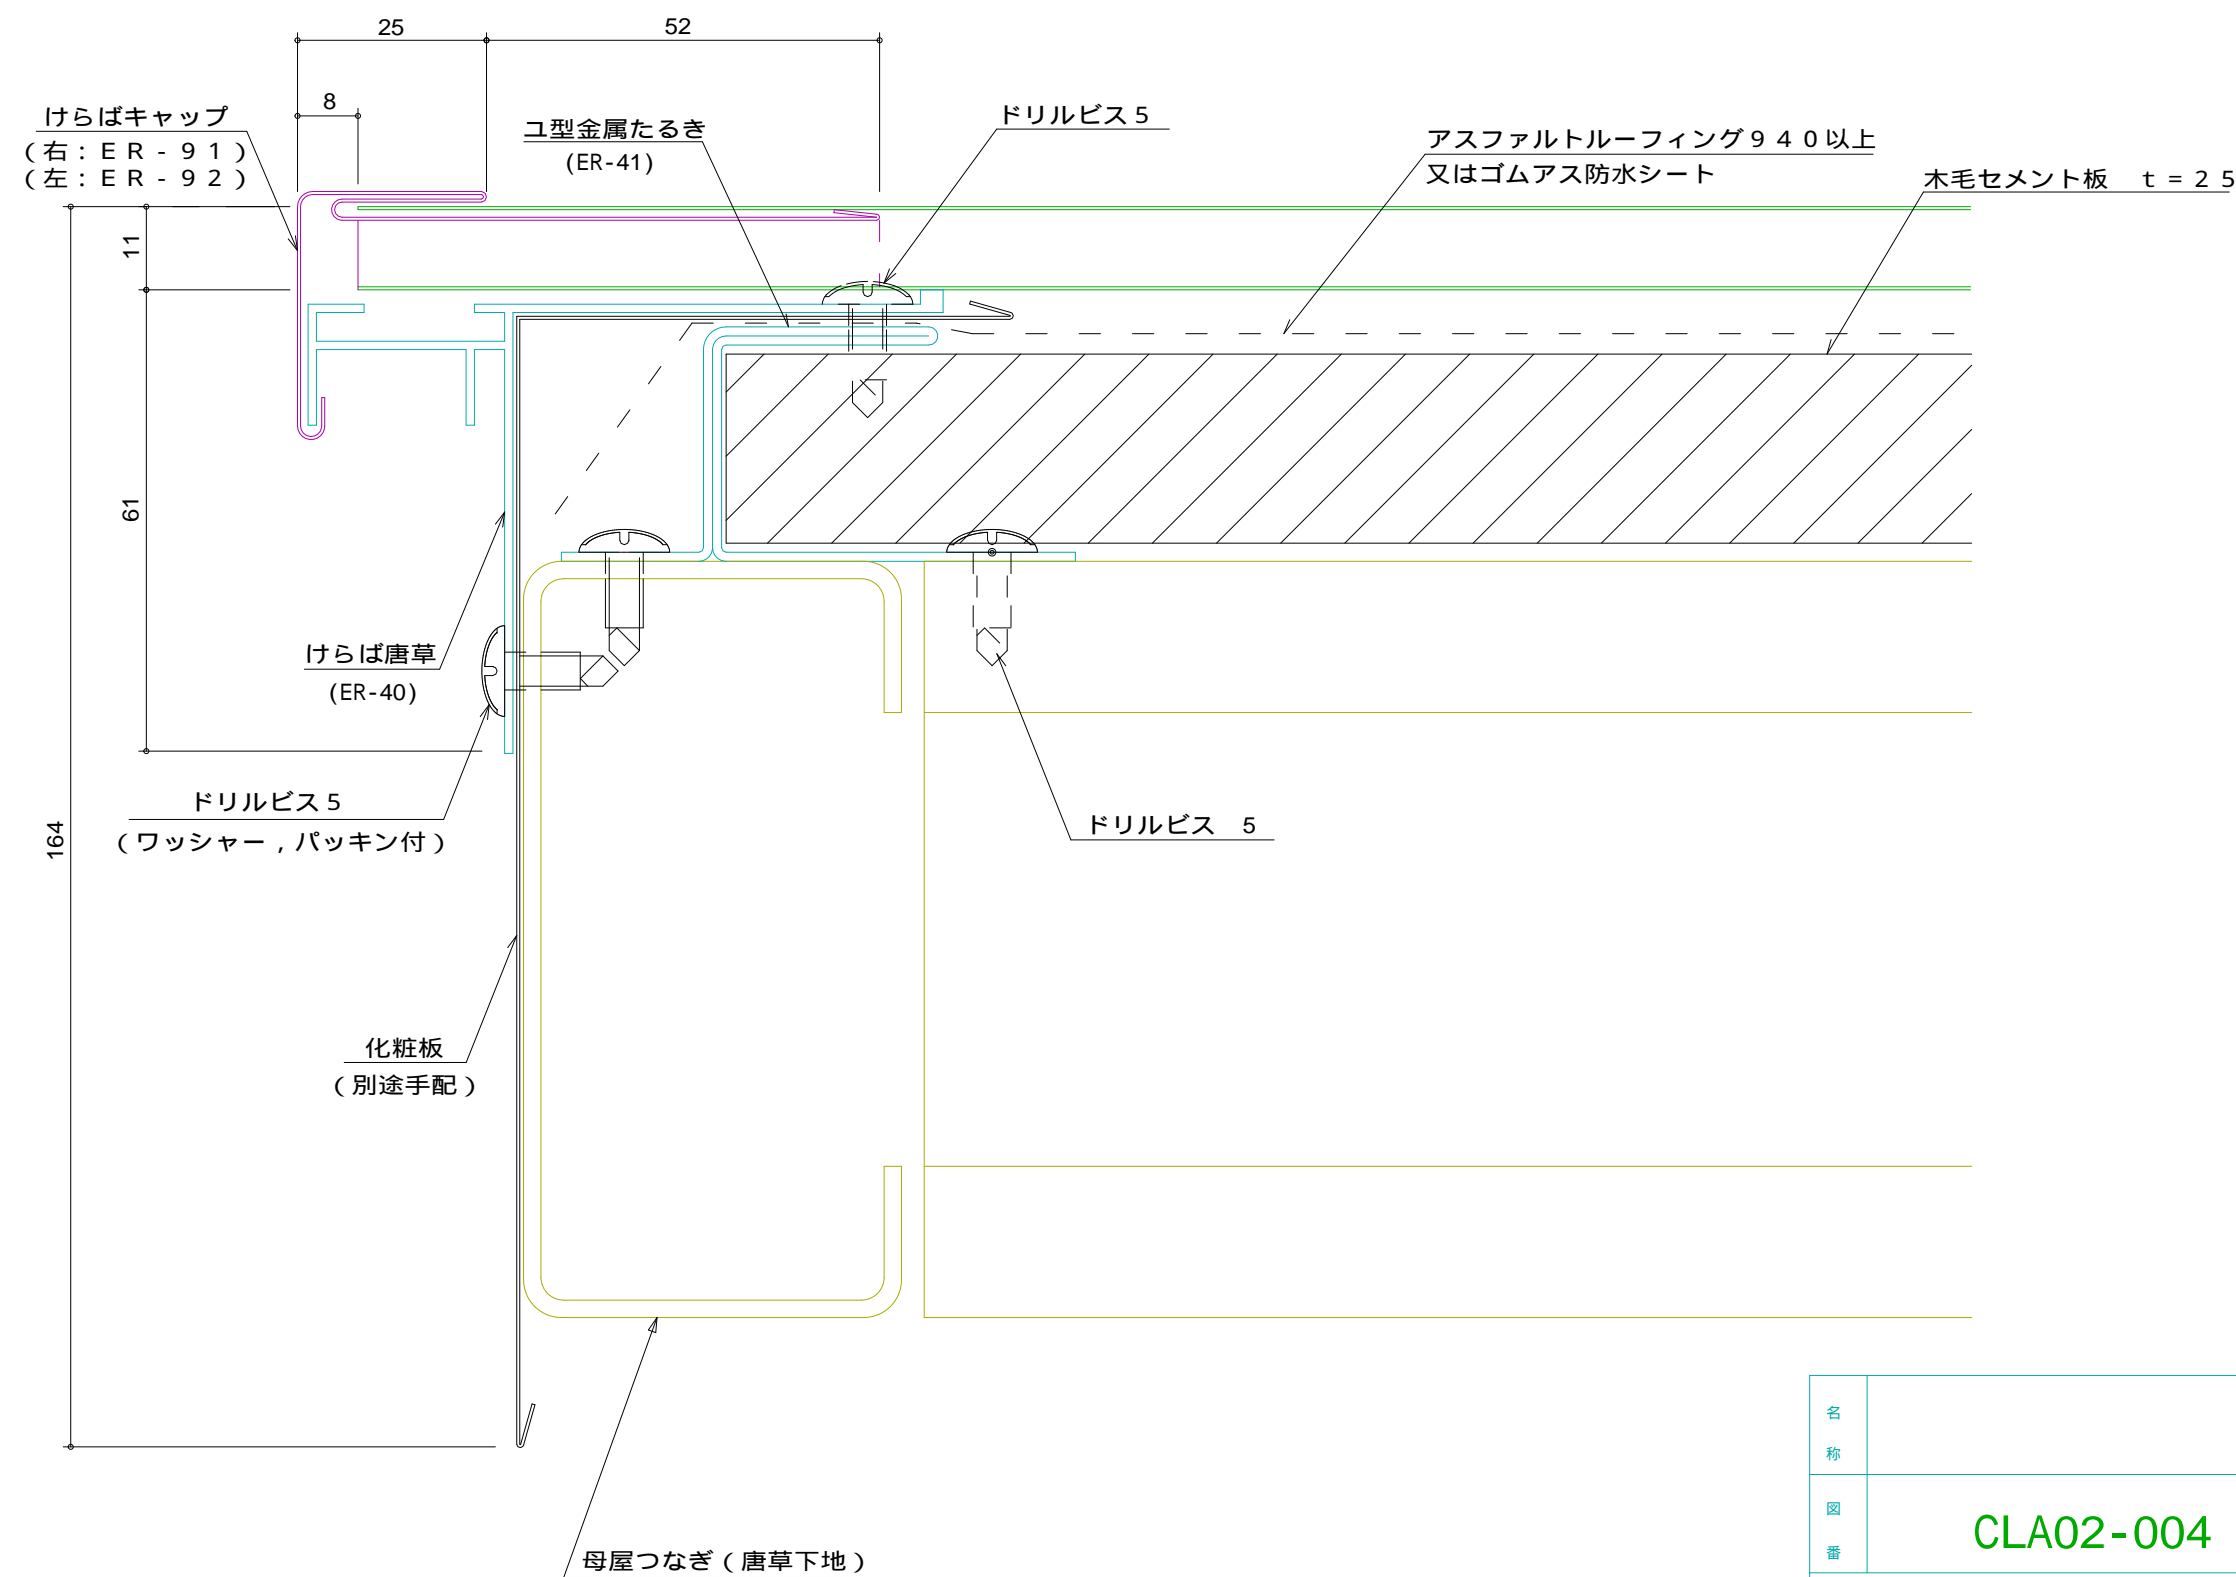 25
52
8
けらばキャップ
（右：ＥＲ－９１）
（左：ＥＲ－９２）
ユ型金属たるき
(ER-41)
ドリルビス５
アスファルトルーフィング９４０以上
又はゴムアス防水シート
木毛セメント板　ｔ＝２５
11
61
164
けらば唐草
(ER-40)
ドリルビス５
（ワッシャー，パッキン付）
ドリルビス　５
化粧板
（別途手配）
母屋つなぎ（唐草下地）
名称
図番
CLA02-004